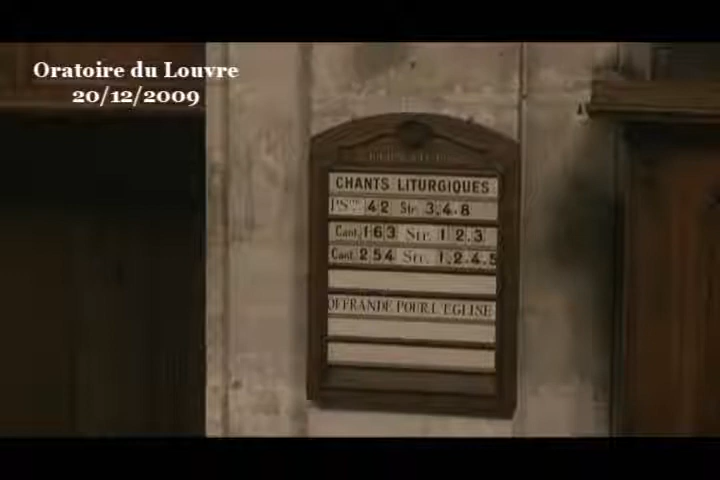 Oratoire du Louvre
20/12/2009
CHANTS LITURGIQUES
PS^me 42 Str. 3.4.8
Cant. 163 Str. 1 2.3
Cant. 254 Str. 1.2.4.5
OFFRANDE POUR L'EGLISE